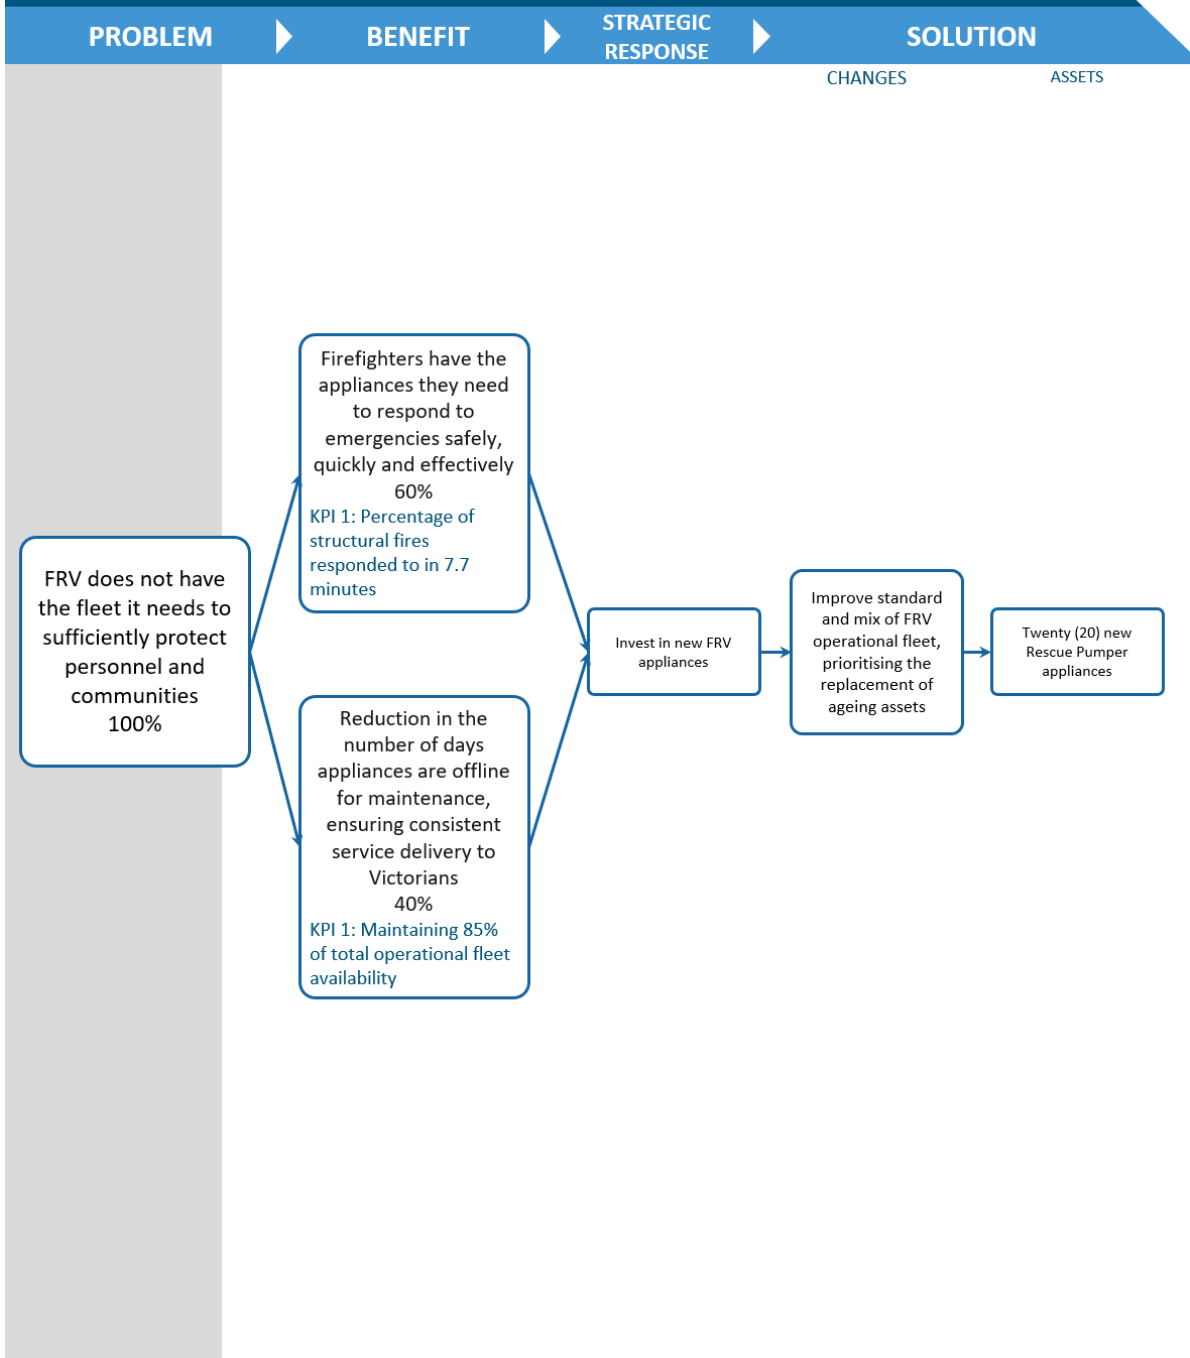 PROBLEM
BENEFIT
STRATEGIC
RESPONSE
SOLUTION
CHANGES
ASSETS
FRV does not have
the fleet it needs to
sufficiently protect
personnel and
communities
100%
Firefighters have the
appliances they need
to respond to
emergencies safely,
quickly and effectively
60%
KPI 1: Percentage of
structural fires
responded to in 7.7
minutes
Reduction in the
number of days
appliances are offline
for maintenance,
ensuring consistent
service delivery to
Victorians
40%
KPI 1: Maintaining 85%
of total operational fleet
availability
Invest in new FRV
appliances
Improve standard
and mix of FRV
operational fleet,
prioritising the
replacement of
ageing assets
Twenty (20) new
Rescue Pumper
appliances